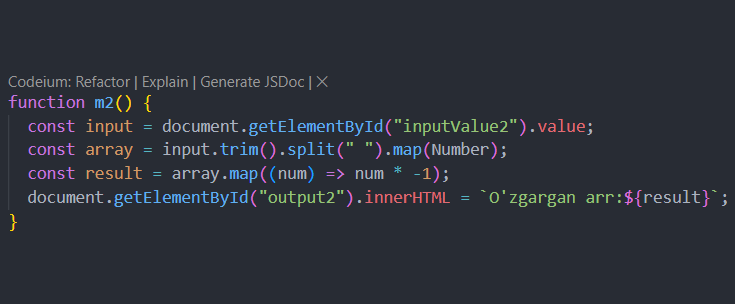 Codeium: Refactor | Explain | Generate JSDoc | ×
function m2() {
const input = document.getElementById("inputValue2").value;
const array = input.trim().split(" ").map(Number);
const result = array.map((num) => num * -1);
document.getElementById("output2").innerHTML = `O'zgargan arr:${result}`;
}